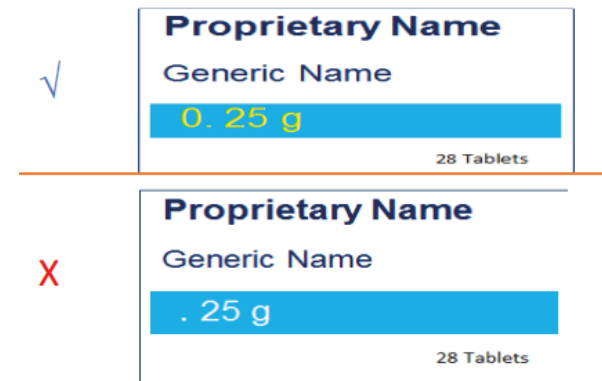 Proprietary Name
Generic Name
√
0. 25 g
28 Tablets
Proprietary Name
Generic Name
X
. 25 g
28 Tablets